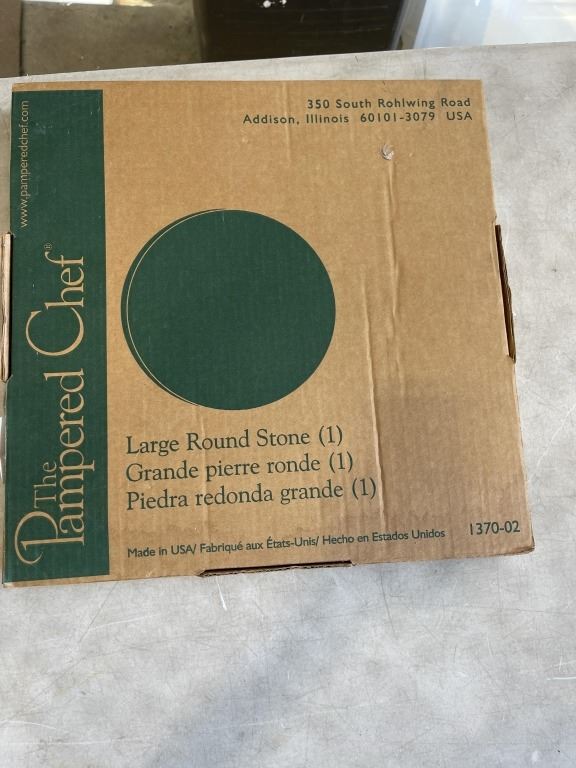 350 South Rohlwing Road
Addison, Illinois 60101-3079 USA
www.pamperedchef.com
The
Pampered Chef®
Large Round Stone (1)
Grande pierre ronde (1)
Piedra redonda grande (1)
Made in USA/ Fabriqué aux États-Unis/ Hecho en Estados Unidos
1370-02